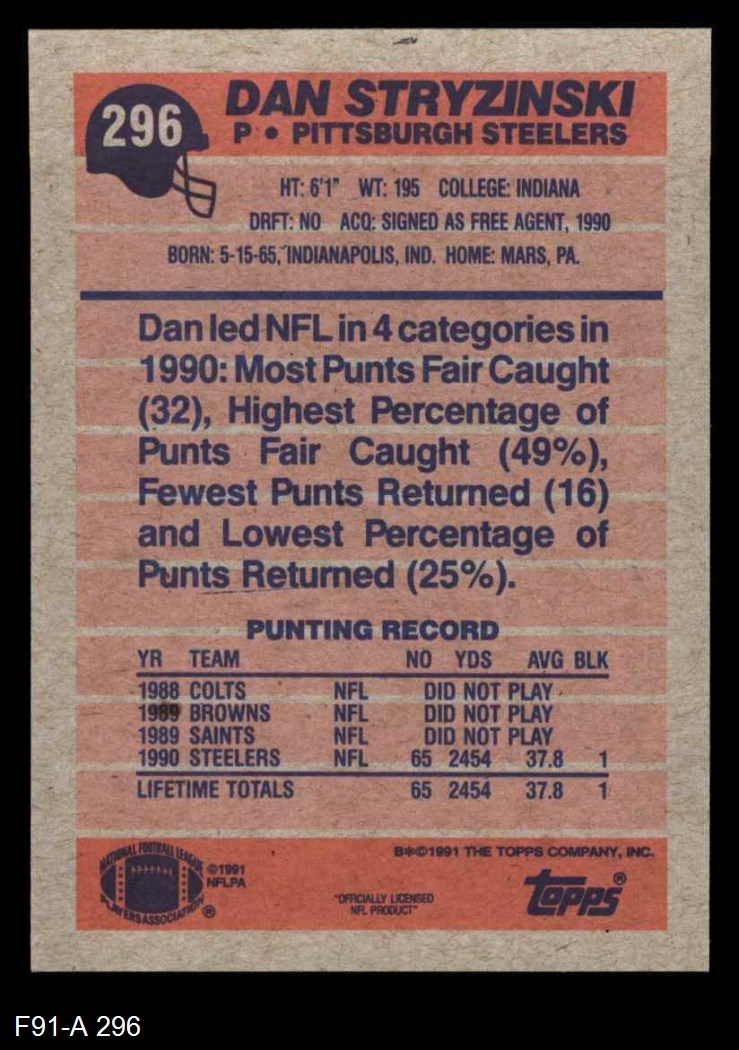 296
DAN STRYZINSKI
P • PITTSBURGH STEELERS
HT: 6'1" WT: 195 COLLEGE: INDIANA
DRFT: NO ACQ: SIGNED AS FREE AGENT, 1990
BORN: 5-15-65, INDIANAPOLIS, IND. HOME: MARS, PA.
Dan led NFL in 4 categories in
1990: Most Punts Fair Caught
(32), Highest Percentage of
Punts Fair Caught (49%),
Fewest Punts Returned (16)
and Lowest Percentage of
Punts Returned (25%).
PUNTING RECORD
YR TEAM NO YDS AVG BLK
1988 COLTS NFL DID NOT PLAY
1989 BROWNS NFL DID NOT PLAY
1989 SAINTS NFL DID NOT PLAY
1990 STEELERS NFL 65 2454 37.8 1
LIFETIME TOTALS 65 2454 37.8 1
NATIONAL FOOTBALL LEAGUE
PLAYERS ASSOCIATION ®
©1991
NFLPA
B*©1991 THE TOPPS COMPANY, INC.
"OFFICIALLY LICENSED
NFL PRODUCT"
topps®
F91-A 296